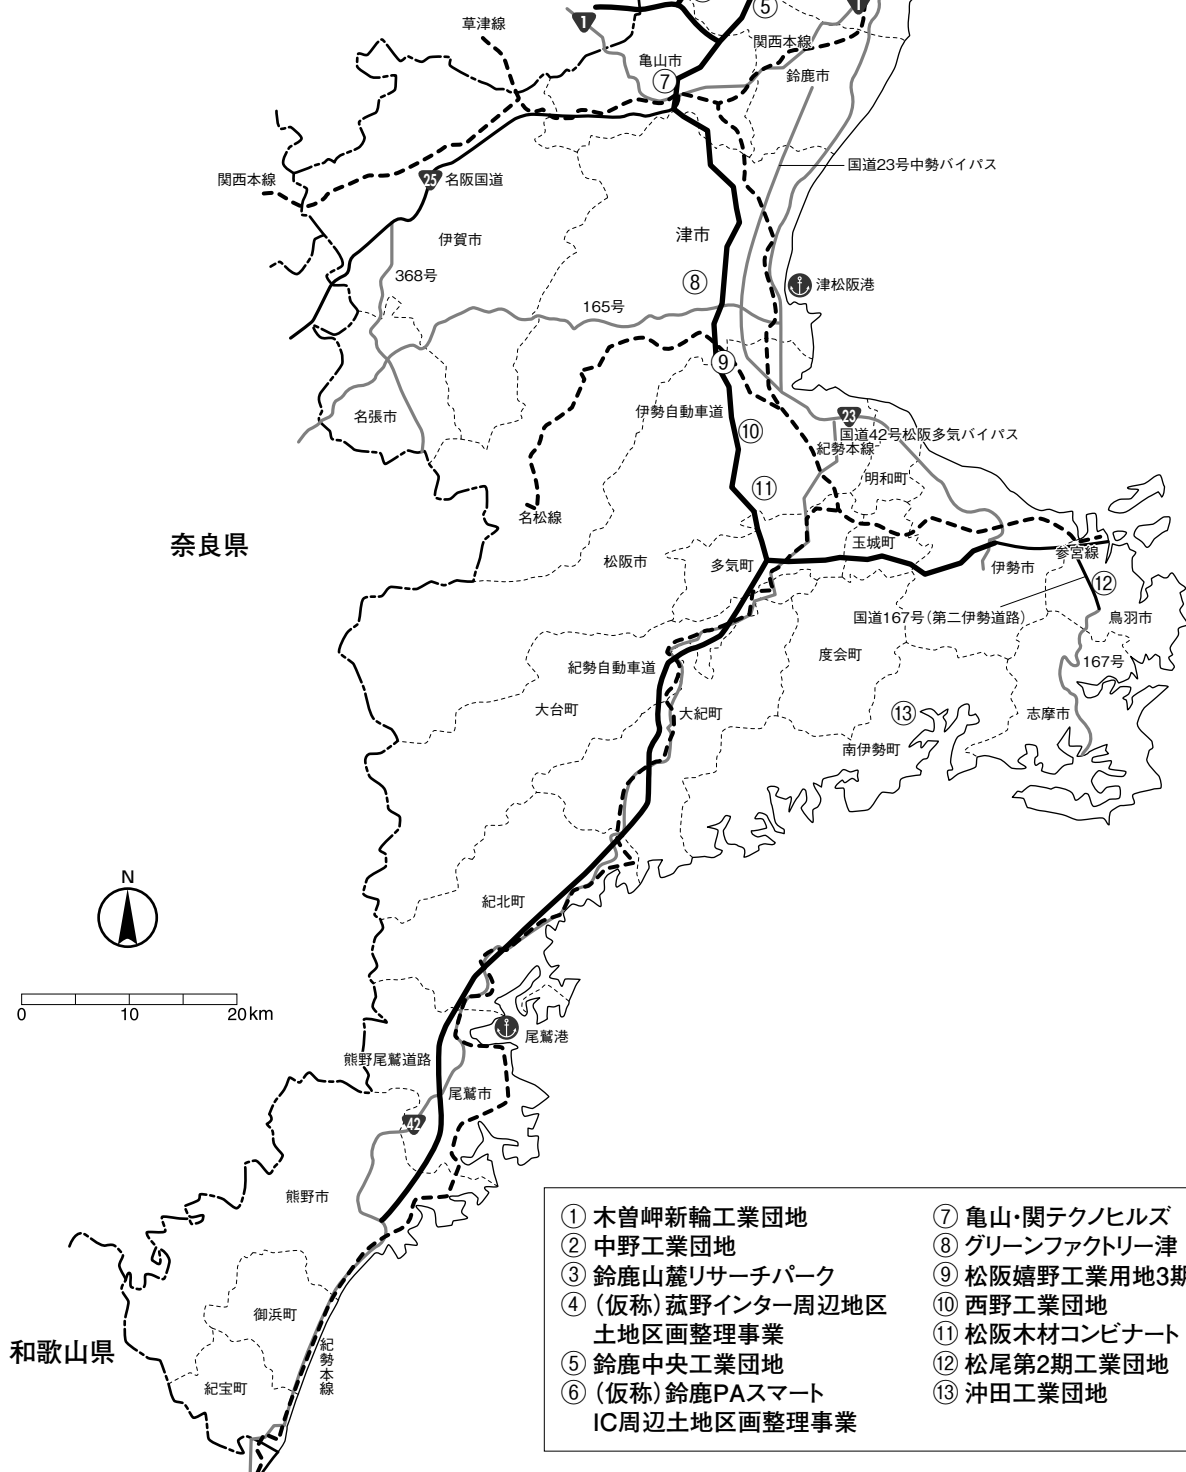 ⑤
1
1
草津線
関西本線
亀山市
⑦
鈴鹿市
国道23号中勢バイパス
関西本線
25
名阪国道
伊賀市
津市
368号
⑧
津松阪港
165号
⑨
名張市
伊勢自動車道
23
⑩
国道42号松阪多気バイパス
紀勢本線
明和町
⑪
名松線
奈良県
玉城町
参宮線
松阪市
多気町
伊勢市
⑫
国道167号(第二伊勢道路)
鳥羽市
度会町
紀勢自動車道
167号
大台町
大紀町
⑬
志摩市
南伊勢町
N
紀北町
0
10
20km
尾鷲港
熊野尾鷲道路
尾鷲市
42
熊野市
御浜町
和歌山県
紀勢本線
紀宝町
① 木曽岬新輪工業団地
② 中野工業団地
③ 鈴鹿山麓リサーチパーク
④ (仮称)菰野インター周辺地区
土地区画整理事業
⑤ 鈴鹿中央工業団地
⑥ (仮称)鈴鹿PAスマート
IC周辺土地区画整理事業
⑦ 亀山・関テクノヒルズ
⑧ グリーンファクトリー津
⑨ 松阪嬉野工業用地3期
⑩ 西野工業団地
⑪ 松阪木材コンビナート
⑫ 松尾第2期工業団地
⑬ 沖田工業団地